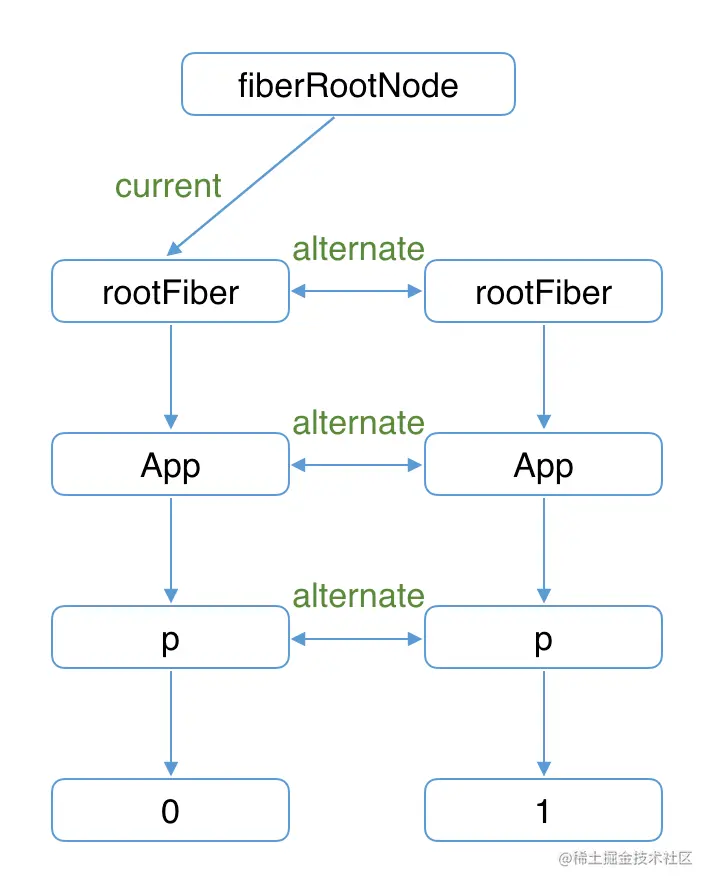 fiberRootNode
current
alternate
rootFiber
rootFiber
alternate
App
App
alternate
p
p
0
1
@稀土掘金技术社区